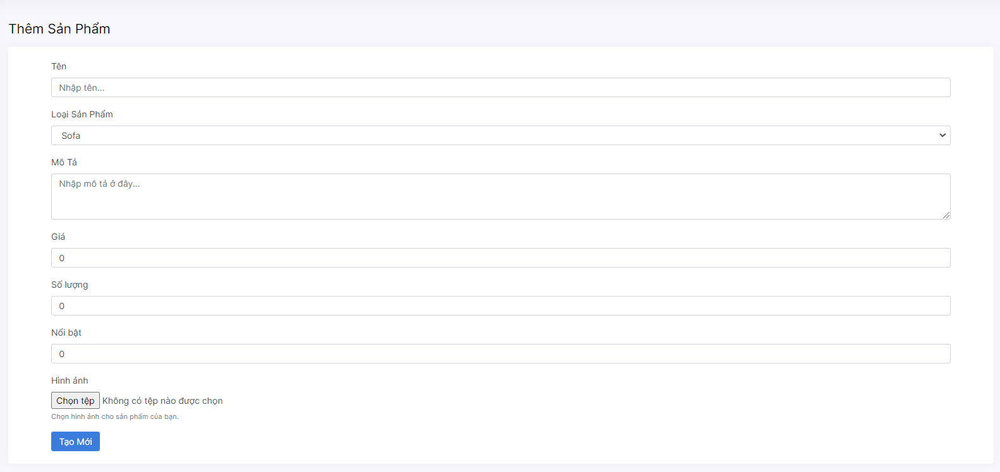 Thêm Sản Phẩm
Tên
Nhập tên...
Loại Sản Phẩm
Sofa
Mô Tả
Nhập mô tả ở đây...
Giá
0
Số lượng
0
Nổi bật
0
Hình ảnh
Chọn tệp Không có tệp nào được chọn
Chọn hình ảnh cho sản phẩm của bạn.
Tạo Mới